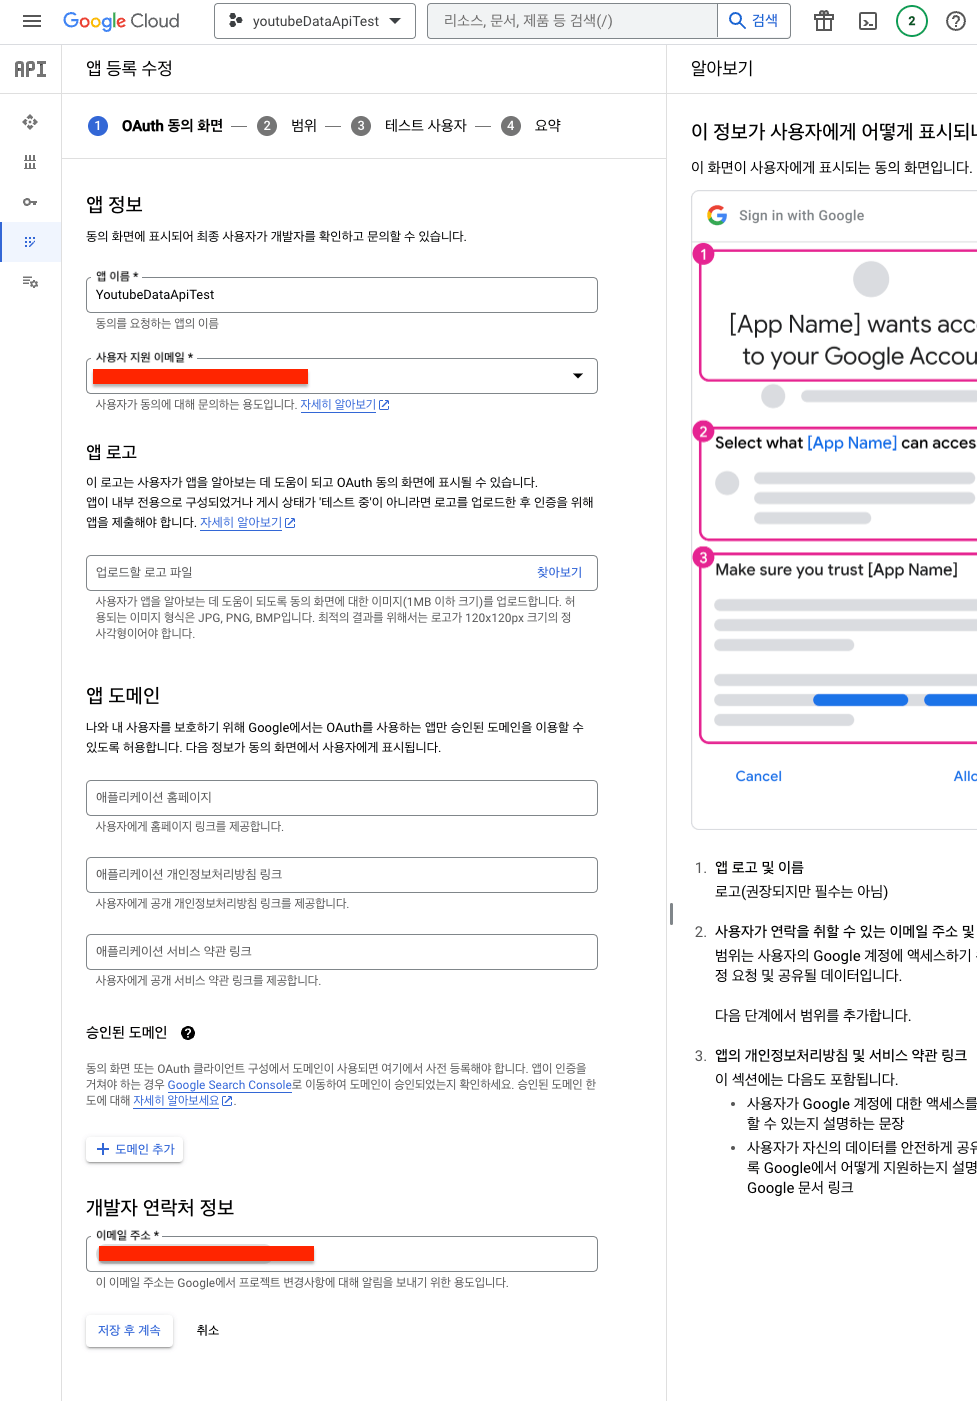 Google Cloud
youtubeDataApiTest
리소스, 문서, 제품 등 검색(/)
검색
2
API
앱 등록 수정
1 OAuth 동의 화면 — 2 범위 — 3 테스트 사용자 — 4 요약
앱 정보
동의 화면에 표시되어 최종 사용자가 개발자를 확인하고 문의할 수 있습니다.
앱 이름 *
YoutubeDataApiTest
동의를 요청하는 앱의 이름
사용자 지원 이메일 *
사용자가 동의에 대해 문의하는 용도입니다. 자세히 알아보기
앱 로고
이 로고는 사용자가 앱을 알아보는 데 도움이 되고 OAuth 동의 화면에 표시될 수 있습니다.
앱이 내부 전용으로 구성되었거나 게시 상태가 '테스트 중'이 아니라면 로고를 업로드한 후 인증을 위해
앱을 제출해야 합니다. 자세히 알아보기
업로드할 로고 파일
찾아보기
사용자가 앱을 알아보는 데 도움이 되도록 동의 화면에 대한 이미지(1MB 이하 크기)를 업로드합니다. 허
용되는 이미지 형식은 JPG, PNG, BMP입니다. 최적의 결과를 위해서는 로고가 120x120px 크기의 정
사각형이어야 합니다.
앱 도메인
나와 내 사용자를 보호하기 위해 Google에서는 OAuth를 사용하는 앱만 승인된 도메인을 이용할 수
있도록 허용합니다. 다음 정보가 동의 화면에서 사용자에게 표시됩니다.
애플리케이션 홈페이지
사용자에게 홈페이지 링크를 제공합니다.
애플리케이션 개인정보처리방침 링크
사용자에게 공개 개인정보처리방침 링크를 제공합니다.
애플리케이션 서비스 약관 링크
사용자에게 공개 서비스 약관 링크를 제공합니다.
승인된 도메인
동의 화면 또는 OAuth 클라이언트 구성에서 도메인이 사용되면 여기에서 사전 등록해야 합니다. 앱이 인증을
거쳐야 하는 경우 Google Search Console로 이동하여 도메인이 승인되었는지 확인하세요. 승인된 도메인 한
도에 대해 자세히 알아보세요.
+ 도메인 추가
개발자 연락처 정보
이메일 주소 *
이 이메일 주소는 Google에서 프로젝트 변경사항에 대해 알림을 보내기 위한 용도입니다.
저장 후 계속
취소
알아보기
이 정보가 사용자에게 어떻게
이 화면이 사용자에게 표시되는 동의 화면입니다.
Sign in with Google
1
[App Name] wants
to your Google
2
Select what [App Name] can
3
Make sure you trust [App Name]
Cancel
1. 앱 로고 및 이름
로고(권장되지만 필수는 아님)
2. 사용자가 연락을 취할 수 있는 이메일 주소 및
범위는 사용자의 Google 계정에 액세스하기
정 요청 및 공유될 데이터입니다.
다음 단계에서 범위를 추가합니다.
3. 앱의 개인정보처리방침 및 서비스 약관 링크
이 섹션에는 다음도 포함됩니다.
• 사용자가 Google 계정에 대한 액세스를
할 수 있는지 설명하는 문장
• 사용자가 자신의 데이터를 안전하게
록 Google에서 어떻게 지원하는지
Google 문서 링크